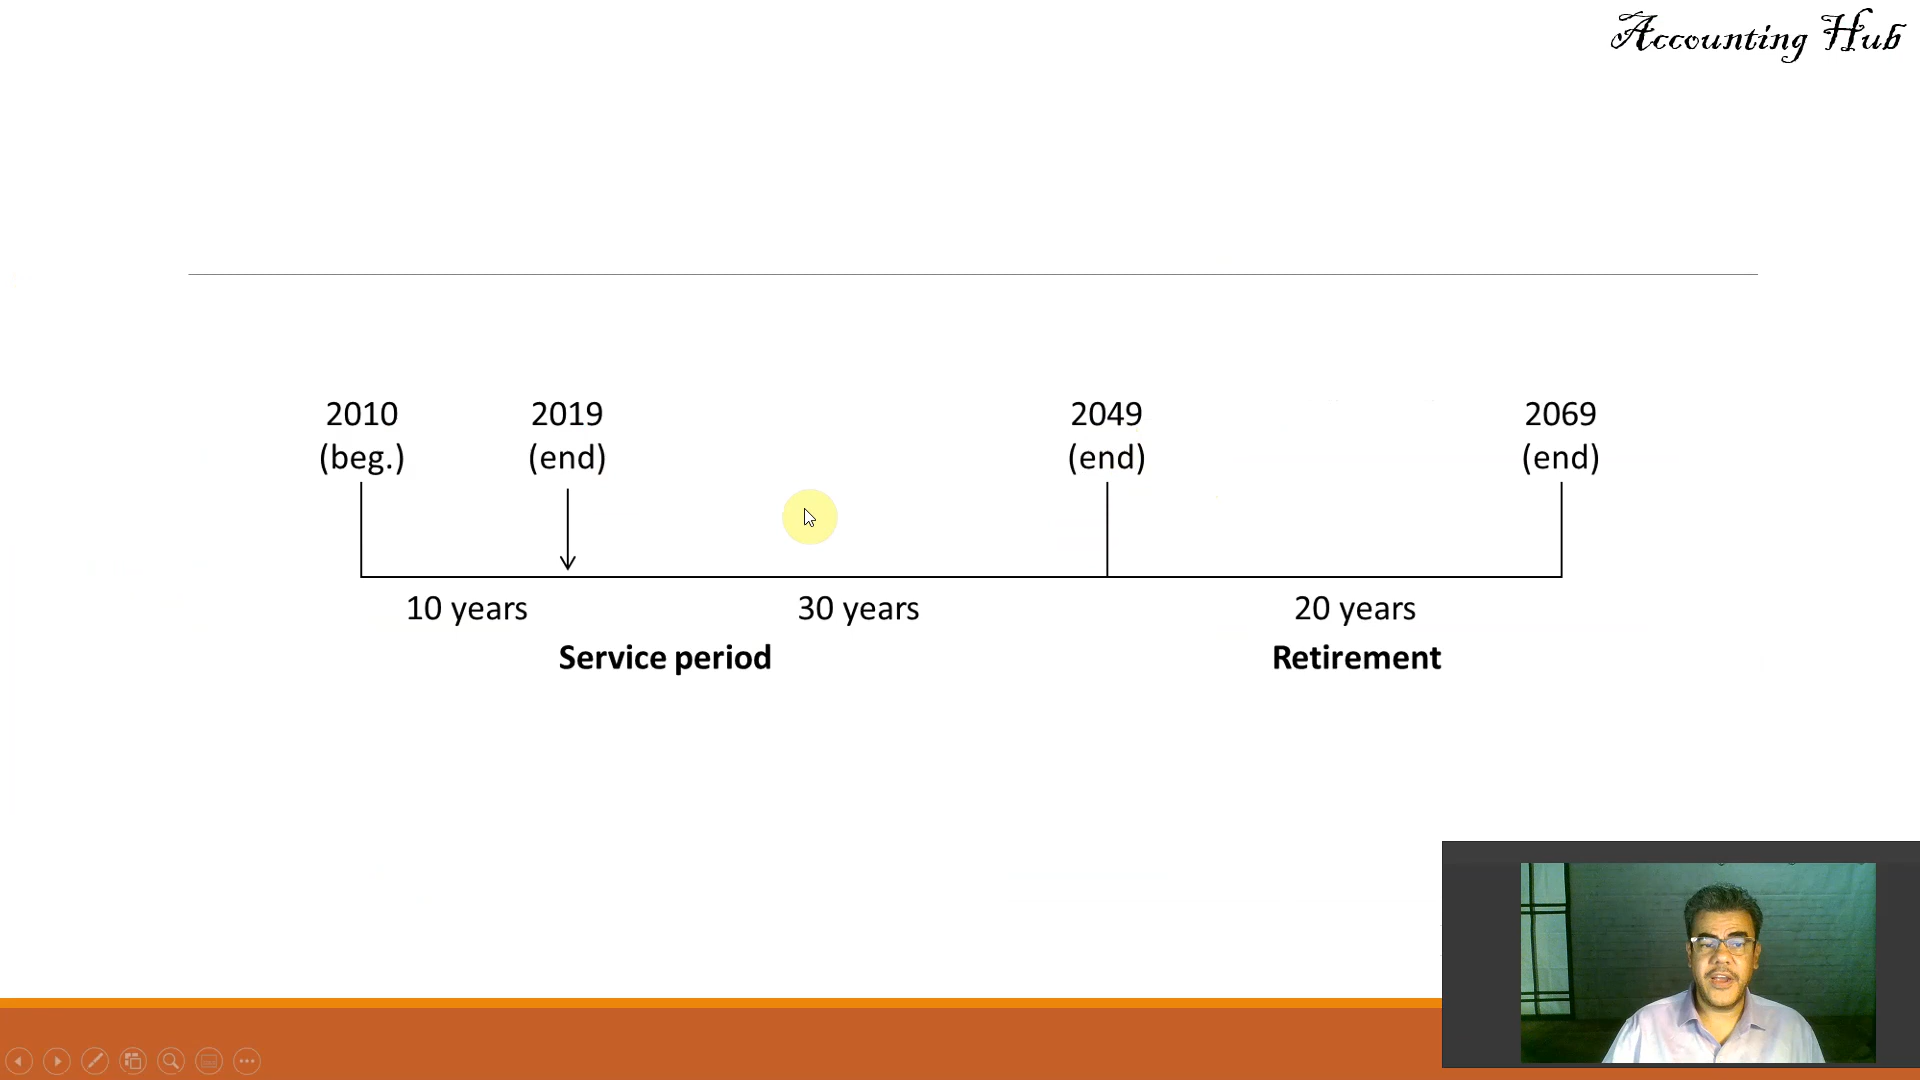 Accounting Hub
2010 2019 2049 2069
(beg.) (end) (end) (end)
10 years 30 years 20 years
Service period Retirement